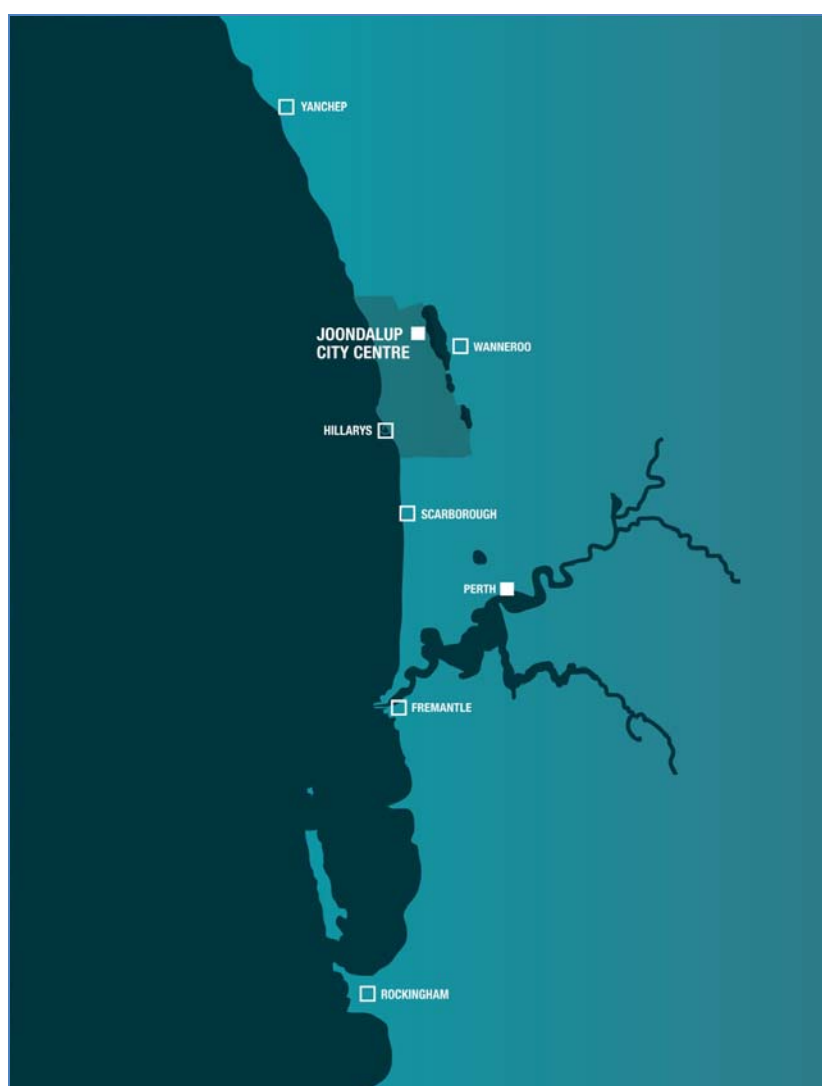 YANCHEP
JOONDALUP
CITY CENTRE
WANNEROO
HILLARYS
SCARBOROUGH
PERTH
FREMANTLE
ROCKINGHAM